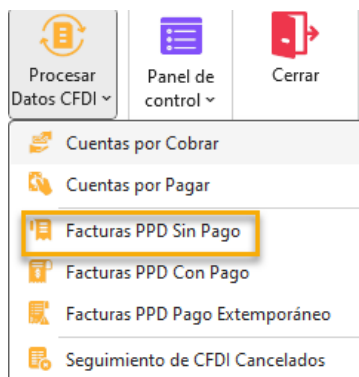 Procesar
Datos CFDI
Panel de
control
Cerrar
Cuentas por Cobrar
Cuentas por Pagar
Facturas PPD Sin Pago
Facturas PPD Con Pago
Facturas PPD Pago Extemporáneo
Seguimiento de CFDI Cancelados